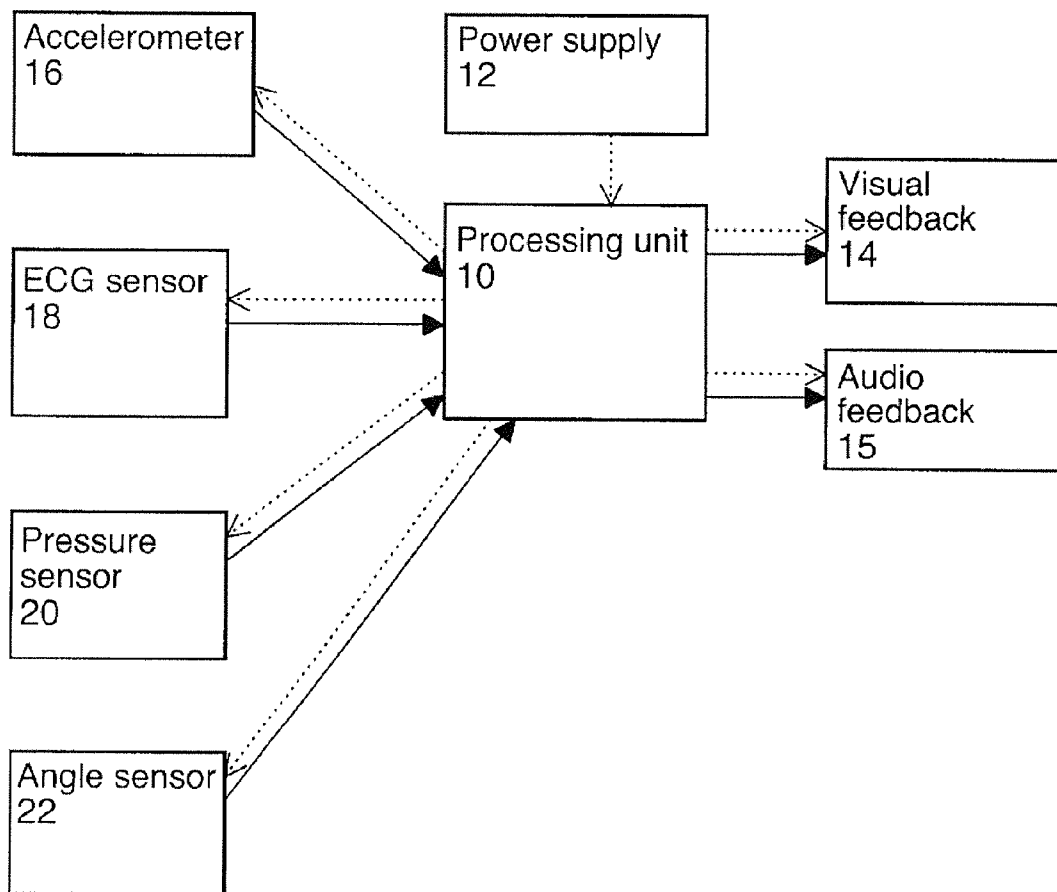 Accelerometer
16
Power supply
12
Visual
feedback
14
Processing unit
10
ECG sensor
18
Audio
feedback
15
Pressure
sensor
20
Angle sensor
22